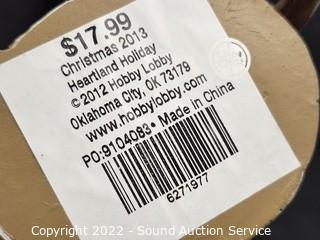 $17.99
Christmas 2013
Heartland Holiday
©2012 Hobby Lobby
Oklahoma City, OK 73179
www.hobbylobby.com
PO:9104083• Made in China
6271977
Copyright 2022 - Sound Auction Service